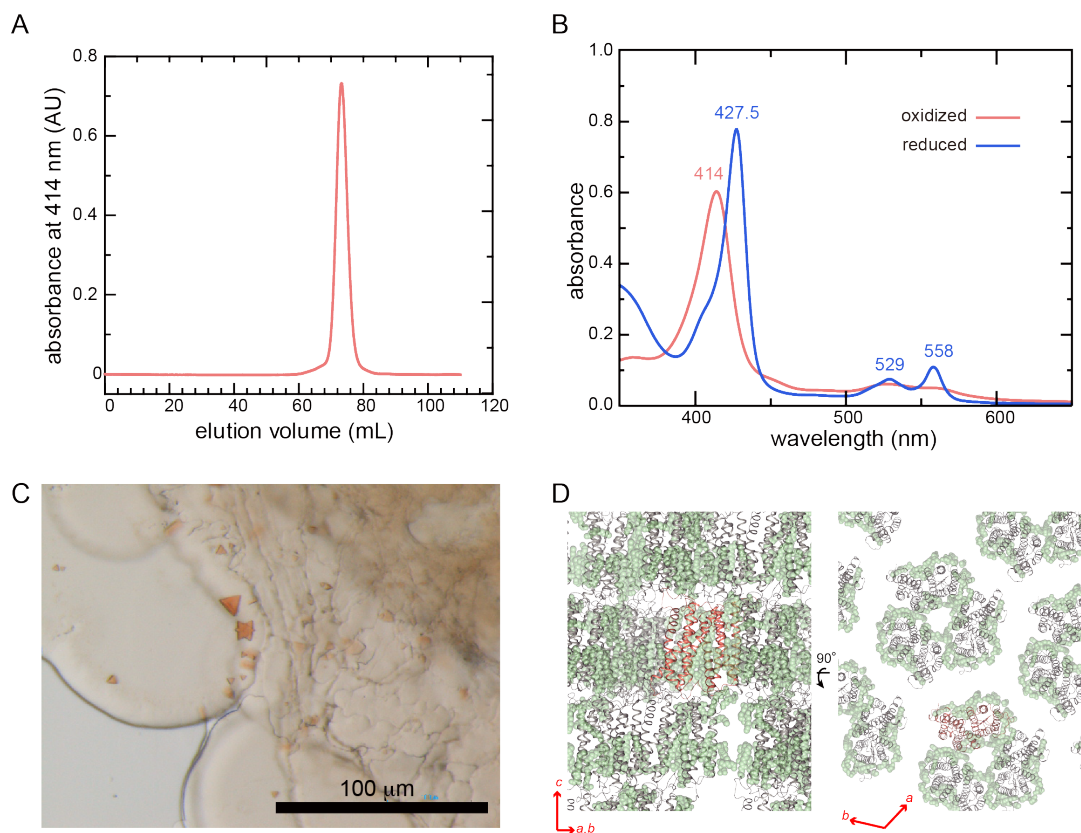 A
absorbance at 414 nm (AU)
0.8
0.6
0.4
0.2
0
0
20
40
60
80
100
120
elution volume (mL)
B
absorbance
1.0
0.8
0.6
0.4
0.2
0.0
427.5
414
529
558
oxidized
reduced
400
500
600
wavelength (nm)
C
100 μm
D
c
a.b
90°
b
a